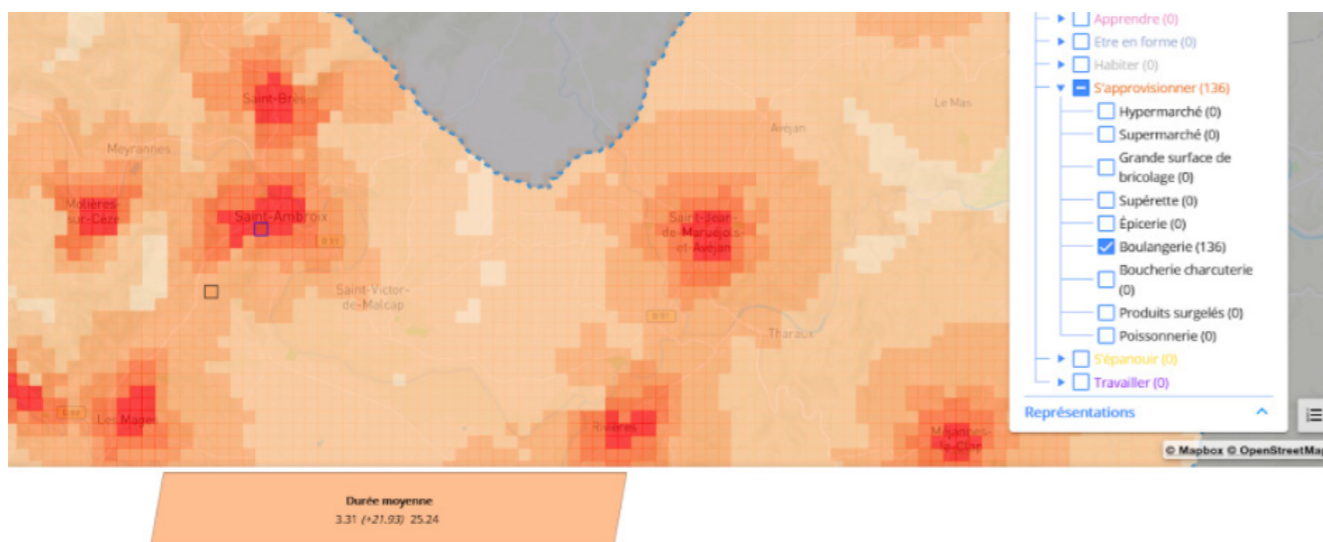 Saint-Brès
Meyrannes
Molières-
sur-Cèze
Saint-Ambroix
Saint-Victor-
de-Malcap
Les Mages
Le Mas
Avéjan
Saint-Jean-
de-Maruéjols-
et-Avéjan
Tharaux
Rivières
Méjannes-
le-Clap
Apprendre (0)
Etre en forme (0)
Habiter (0)
S'approvisionner (136)
Hypermarché (0)
Supermarché (0)
Grande surface de
bricolage (0)
Supérette (0)
Épicerie (0)
Boulangerie (136)
Boucherie charcuterie
(0)
Produits surgelés (0)
Poissonnerie (0)
S'épanouir (0)
Travailler (0)
Représentations
© Mapbox © OpenStreetMap
Durée moyenne
3.31 (+21.93) 25.24